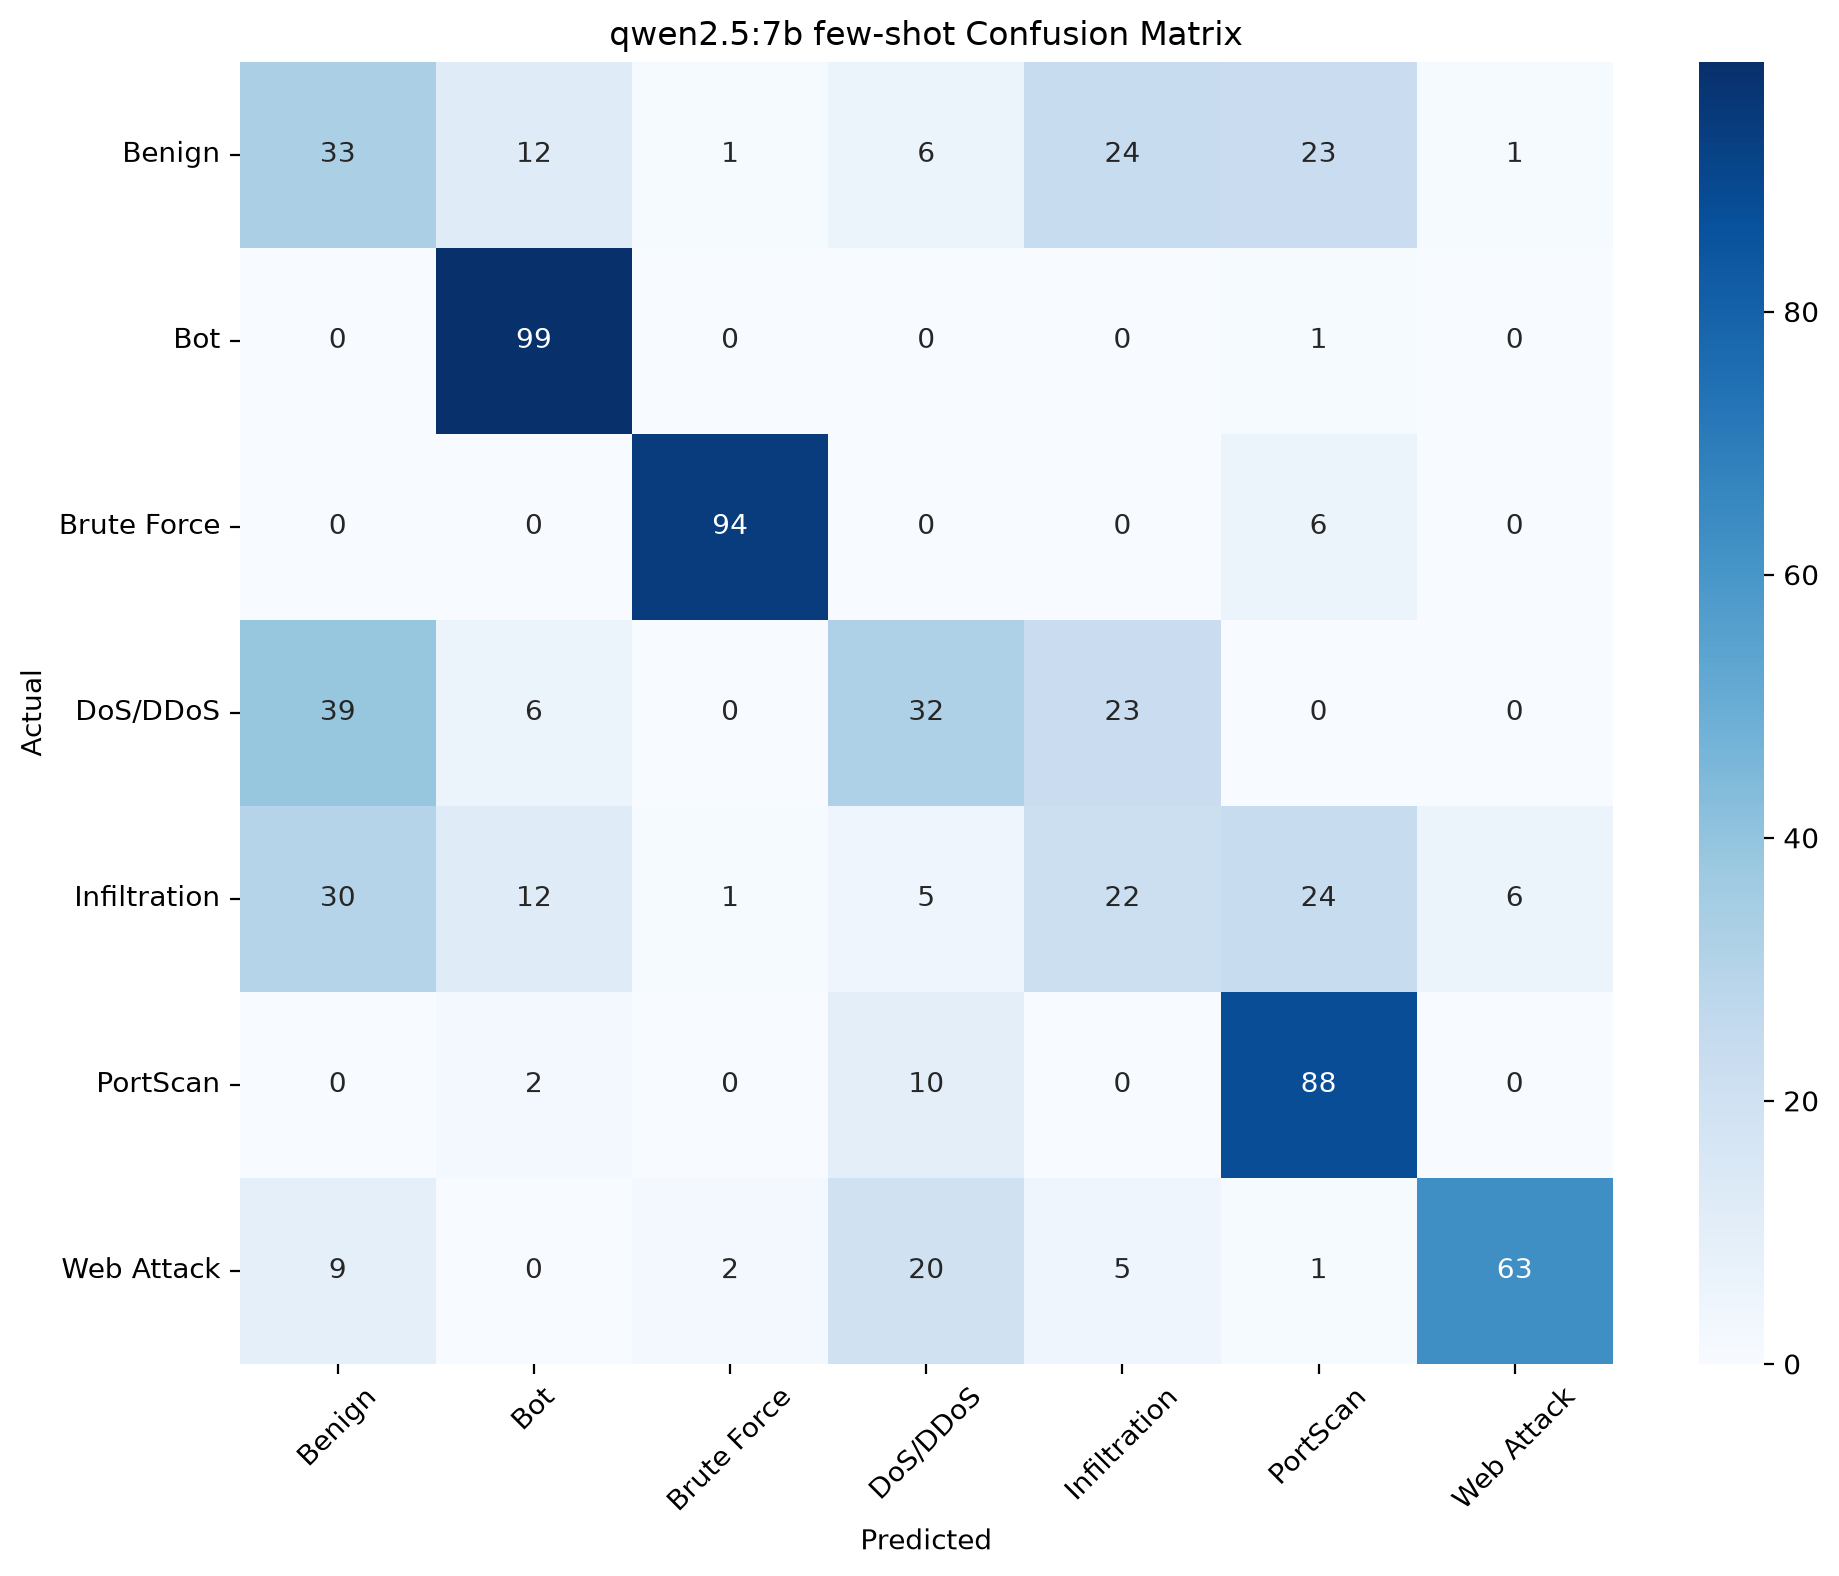 qwen2.5:7b few-shot Confusion Matrix
Actual
Benign 33 12 1 6 24 23 1
Bot 0 99 0 0 0 1 0
Brute Force 0 0 94 0 0 6 0
DoS/DDoS 39 6 0 32 23 0 0
Infiltration 30 12 1 5 22 24 6
PortScan 0 2 0 10 0 88 0
Web Attack 9 0 2 20 5 1 63
Benign Bot Brute Force DoS/DDoS Infiltration PortScan Web Attack
Predicted
80
60
40
20
0